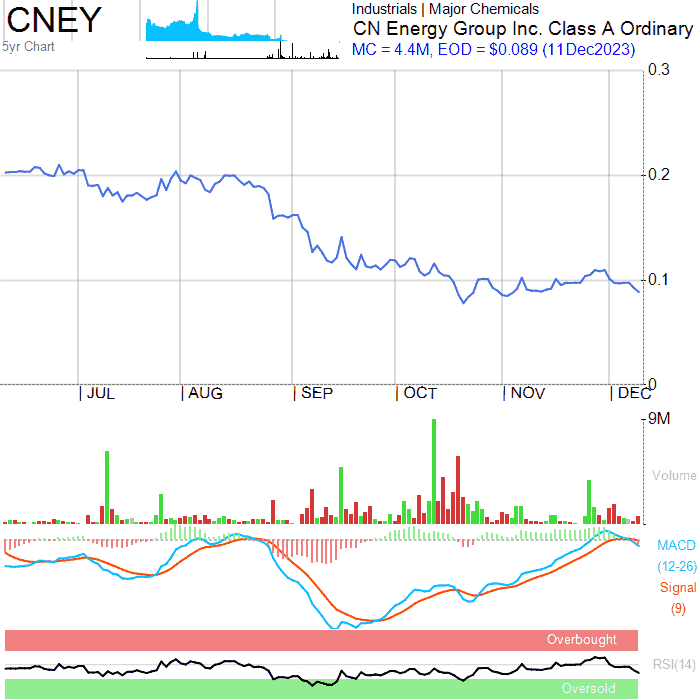 CNEY
5yr Chart
Industrials | Major Chemicals
CN Energy Group Inc. Class A Ordinary
MC = 4.4M, EOD = $0.089 (11Dec2023)
0.3
0.2
0.1
0
| JUL | AUG | SEP | OCT | NOV | DEC
9M
Volume
MACD
(12-26)
Signal
(9)
Overbought
RSI(14)
Oversold